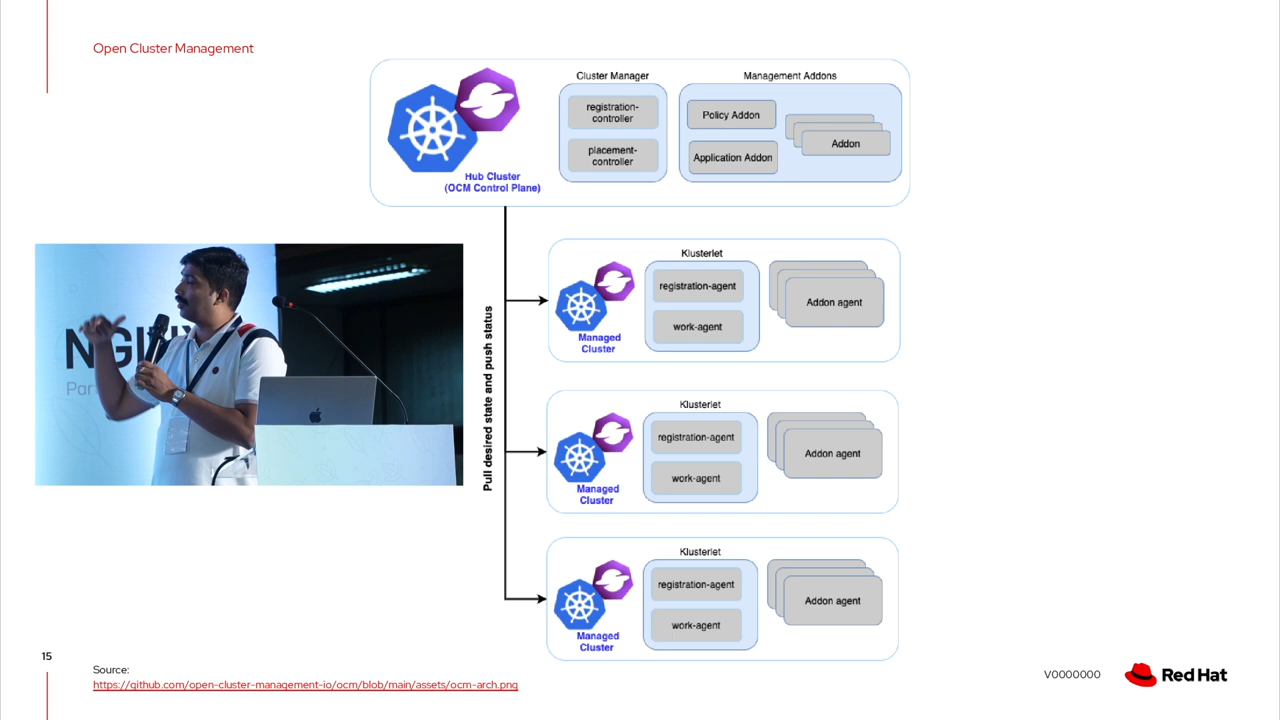 Open Cluster Management
Cluster Manager
Management Addons
registration-
controller
placement-
controller
Policy Addon
Application Addon
Addon
Hub Cluster
(OCM Control Plane)
Pull desired state and push status
Klusterlet
registration-agent
work-agent
Addon agent
Managed
Cluster
Klusterlet
registration-agent
work-agent
Addon agent
Managed
Cluster
Klusterlet
registration-agent
work-agent
Addon agent
Managed
Cluster
15
Source:
https://github.com/open-cluster-management-io/ocm/blob/main/assets/ocm-arch.png
V0000000
Red Hat